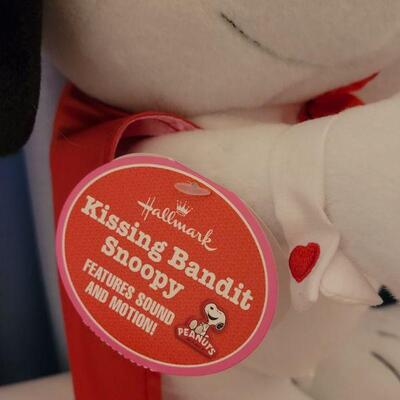 Hallmark
Kissing Bandit
Snoopy
FEATURES SOUND
AND MOTION!
PEANUTS